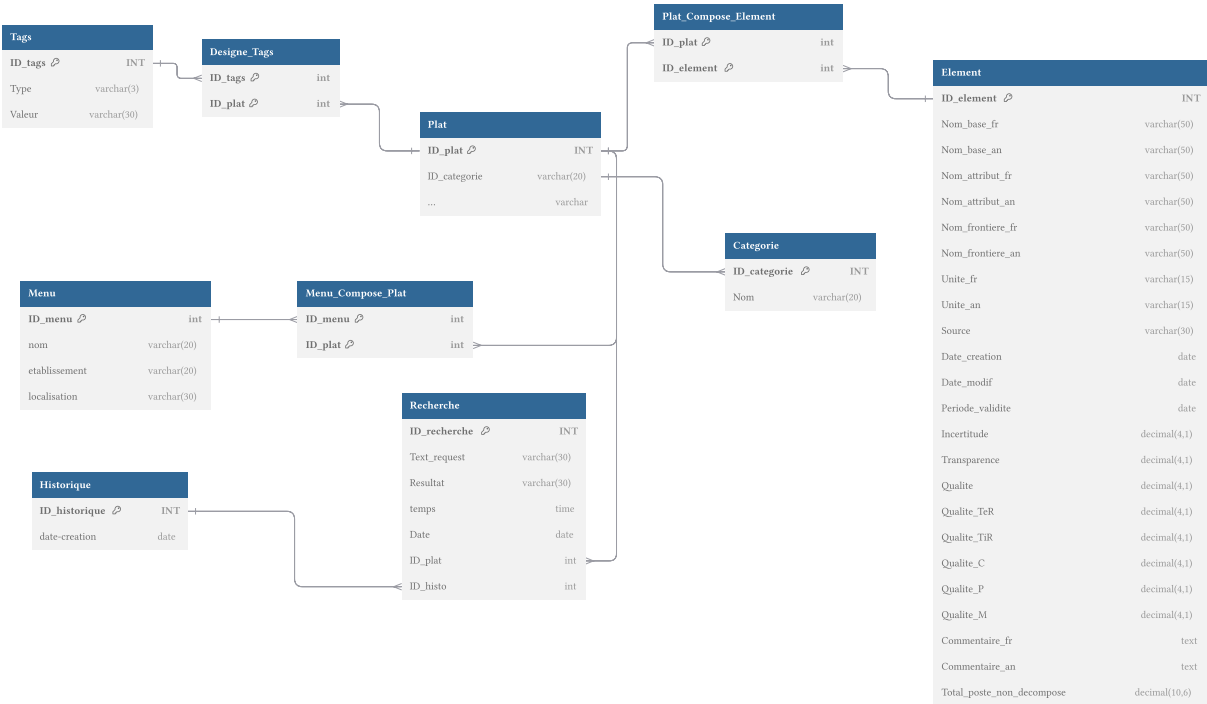 Tags
ID_tags INT
Type varchar(3)
Valeur varchar(30)
Designe_Tags
ID_tags int
ID_plat int
Plat_Compose_Element
ID_plat int
ID_element int
Plat
ID_plat INT
ID_categorie varchar(20)
... varchar
Categorie
ID_categorie INT
Nom varchar(20)
Menu
ID_menu int
nom varchar(20)
etablissement varchar(20)
localisation varchar(30)
Menu_Compose_Plat
ID_menu int
ID_plat int
Recherche
ID_recherche INT
Text_request varchar(30)
Resultat varchar(30)
temps time
Date date
ID_plat int
ID_histo int
Historique
ID_historique INT
date-creation date
Element
ID_element INT
Nom_base_fr varchar(50)
Nom_base_an varchar(50)
Nom_attribut_fr varchar(50)
Nom_attribut_an varchar(50)
Nom_frontiere_fr varchar(50)
Nom_frontiere_an varchar(50)
Unite_fr varchar(15)
Unite_an varchar(15)
Source varchar(30)
Date_creation date
Date_modif date
Periode_validite date
Incertitude decimal(4,1)
Transparence decimal(4,1)
Qualite decimal(4,1)
Qualite_TeR decimal(4,1)
Qualite_TiR decimal(4,1)
Qualite_C decimal(4,1)
Qualite_P decimal(4,1)
Qualite_M decimal(4,1)
Commentaire_fr text
Commentaire_an text
Total_poste_non_decompose decimal(10,6)